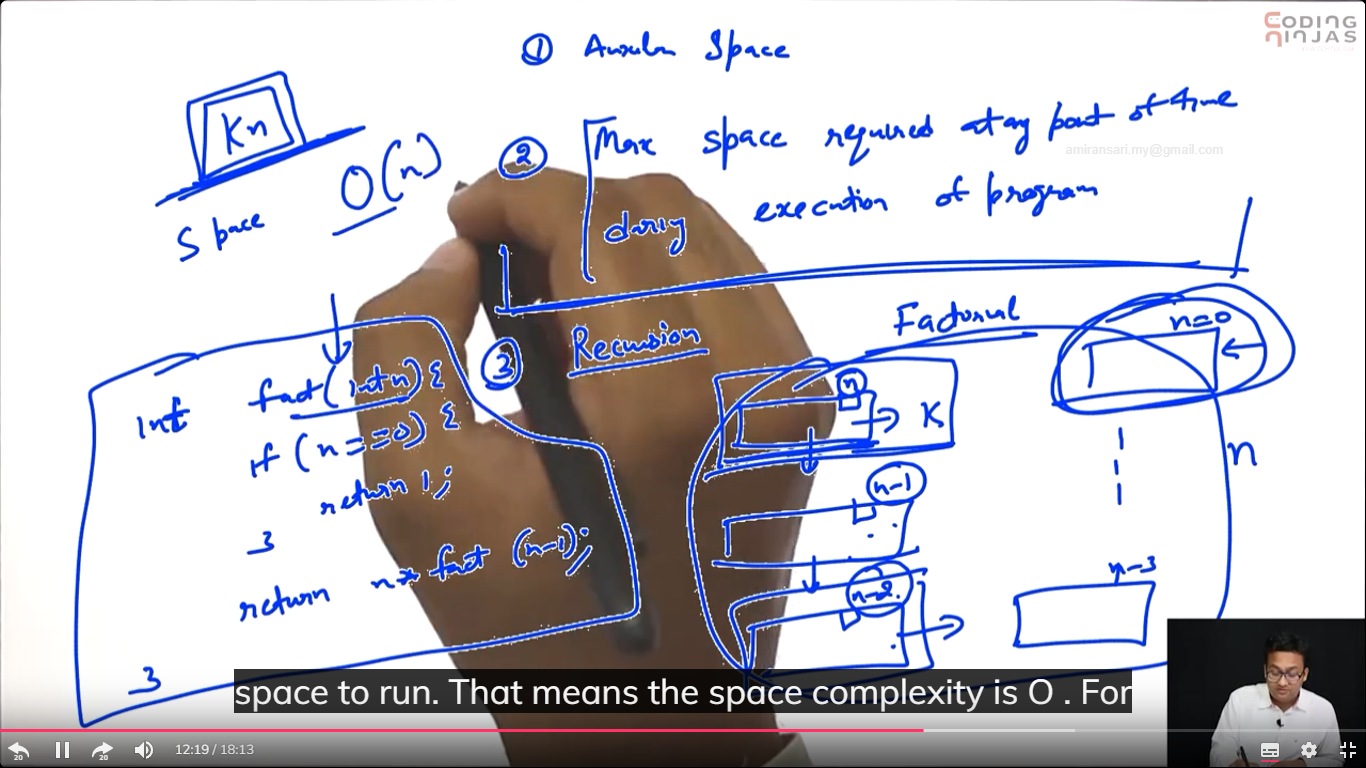 CODING
NINJAS
① Space
Kn
O(n)
Space
② Max space required at any point of time
amiransari.my@gmail.com
during execution of program
③ Recursion
Factorial
n=0
int fact(int n) {
if (n==0) {
return 1;
}
return n* fact (n-1);
}
n
K
n-1
n-2
n-3
n
space to run. That means the space complexity is O . For
20
20
12:19 / 18:13